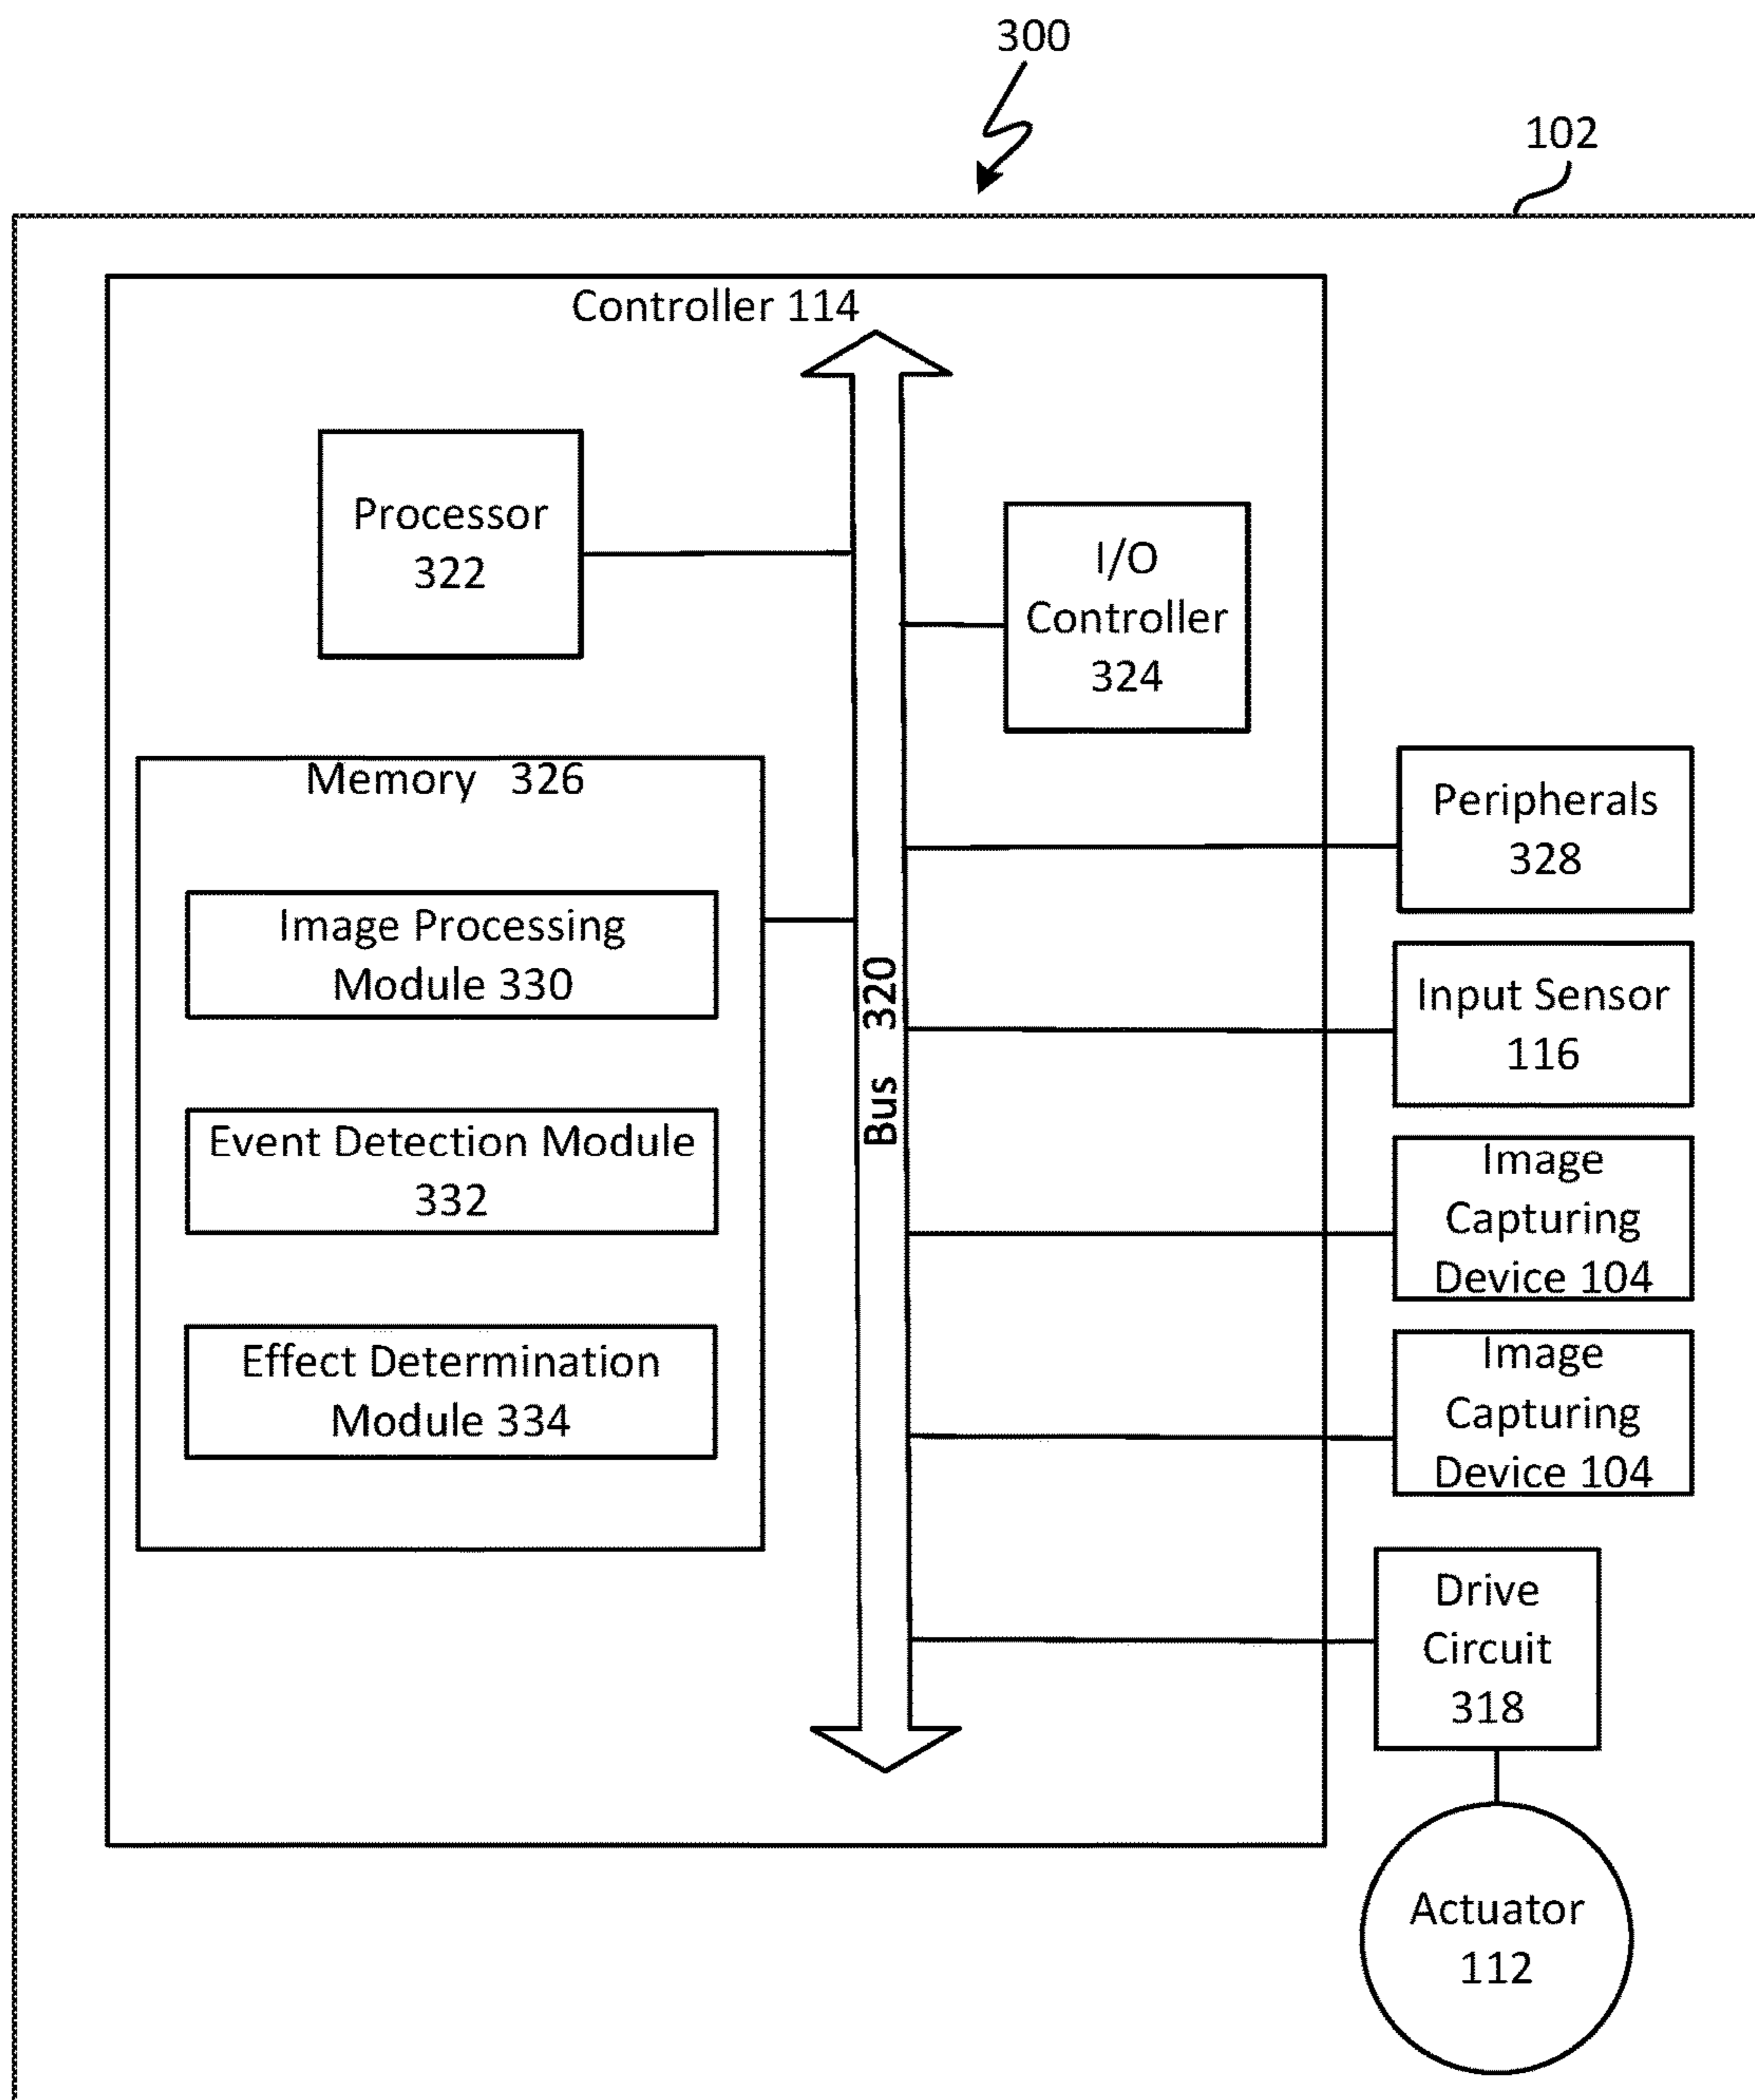 300
102
Controller 114
Processor
322
I/O
Controller
324
Memory 326
Image Processing
Module 330
Event Detection Module
332
Effect Determination
Module 334
Bus 320
Peripherals
328
Input Sensor
116
Image
Capturing
Device 104
Image
Capturing
Device 104
Drive
Circuit
318
Actuator
112